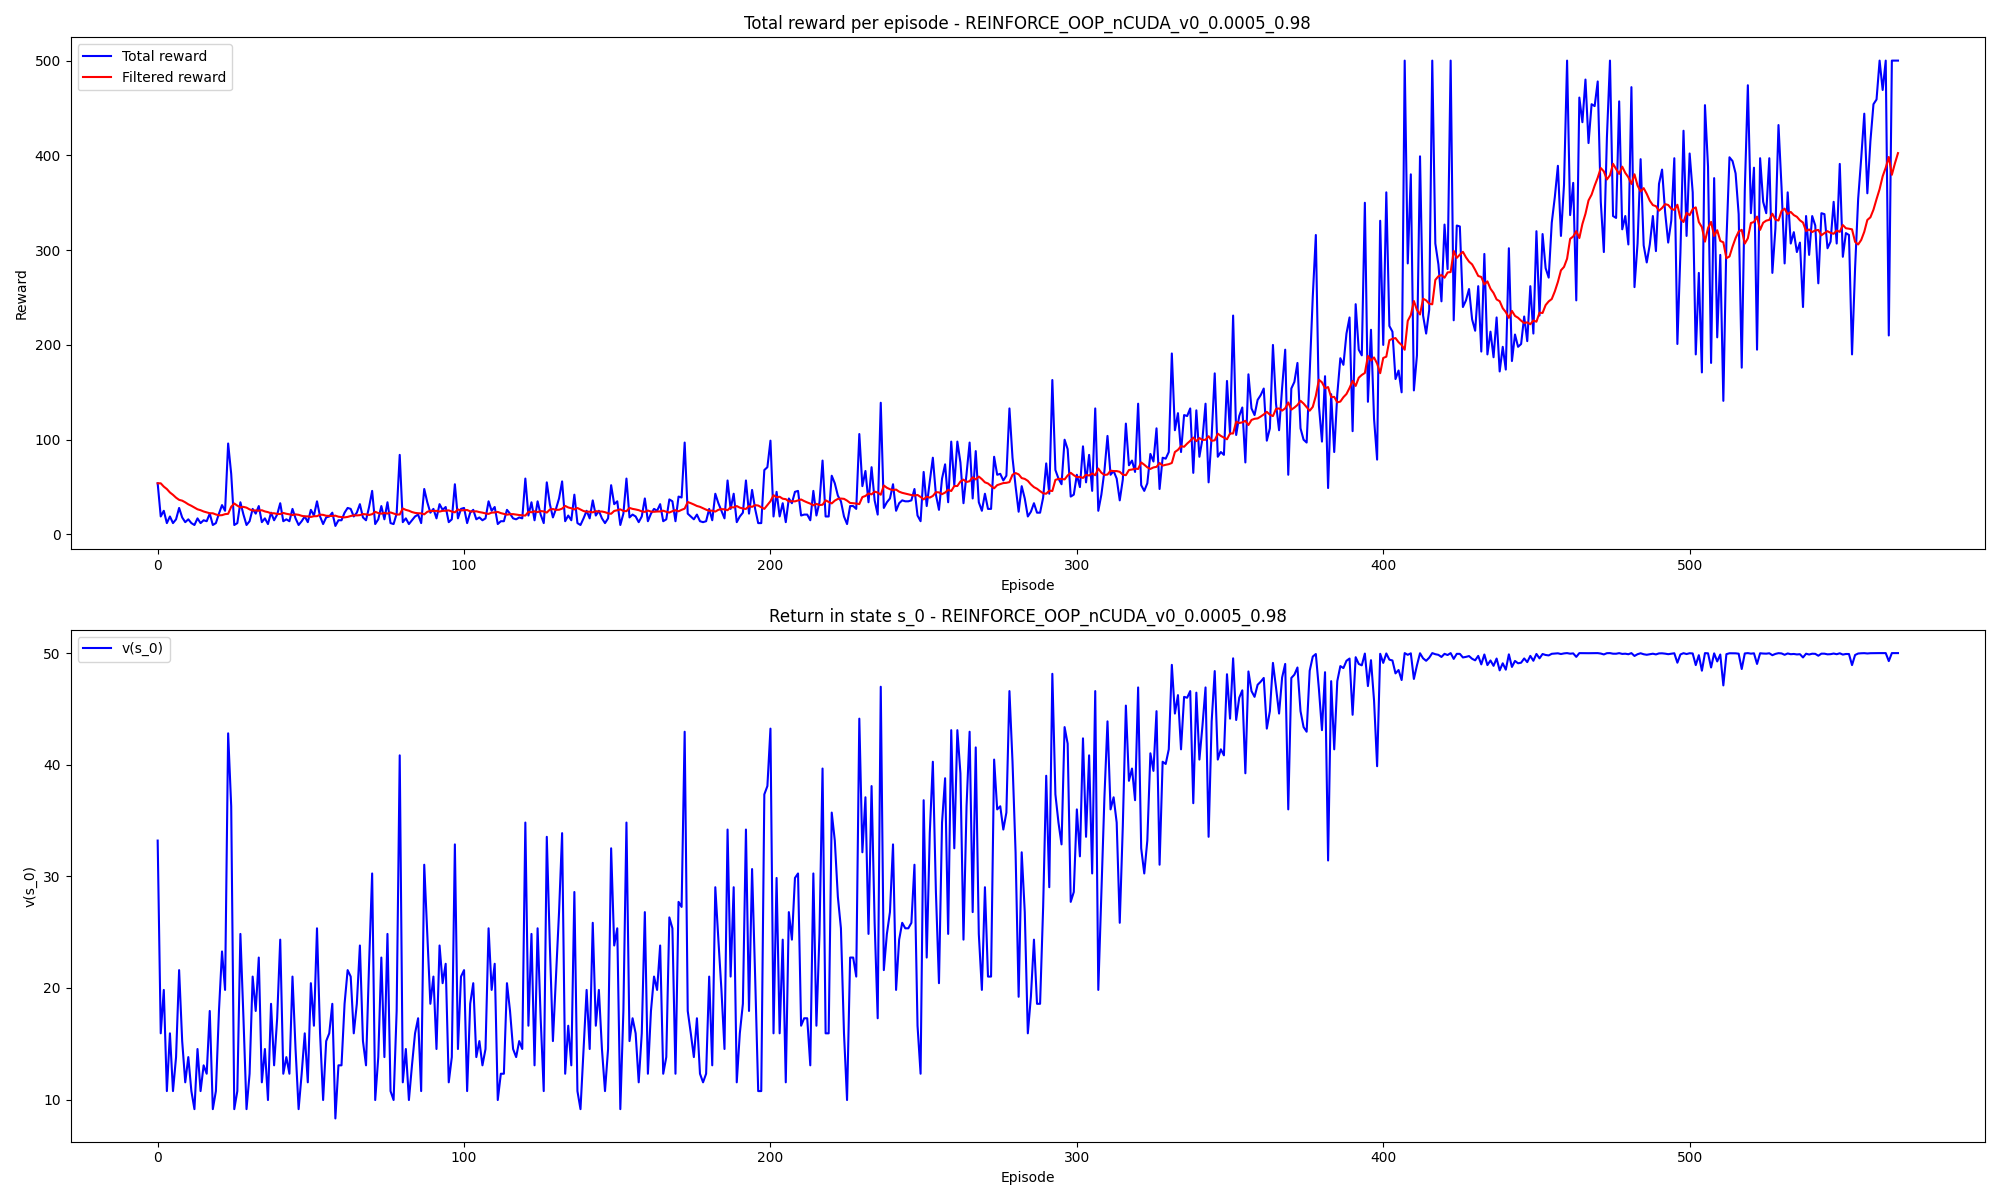 Total reward per episode - REINFORCE_OOP_nCUDA_v0_0.0005_0.98
Total reward
Filtered reward
500
400
300
200
100
0
Reward
0 100 200 300 400 500
Episode
Return in state s_0 - REINFORCE_OOP_nCUDA_v0_0.0005_0.98
v(s_0)
50
40
30
20
10
v(s_0)
0 100 200 300 400 500
Episode